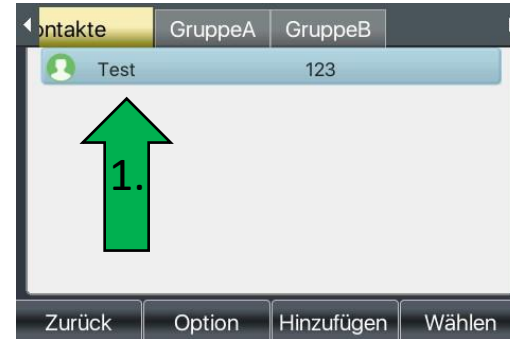 ontakte GruppeA GruppeB
Test 123
1.
Zurück Option Hinzufügen Wählen